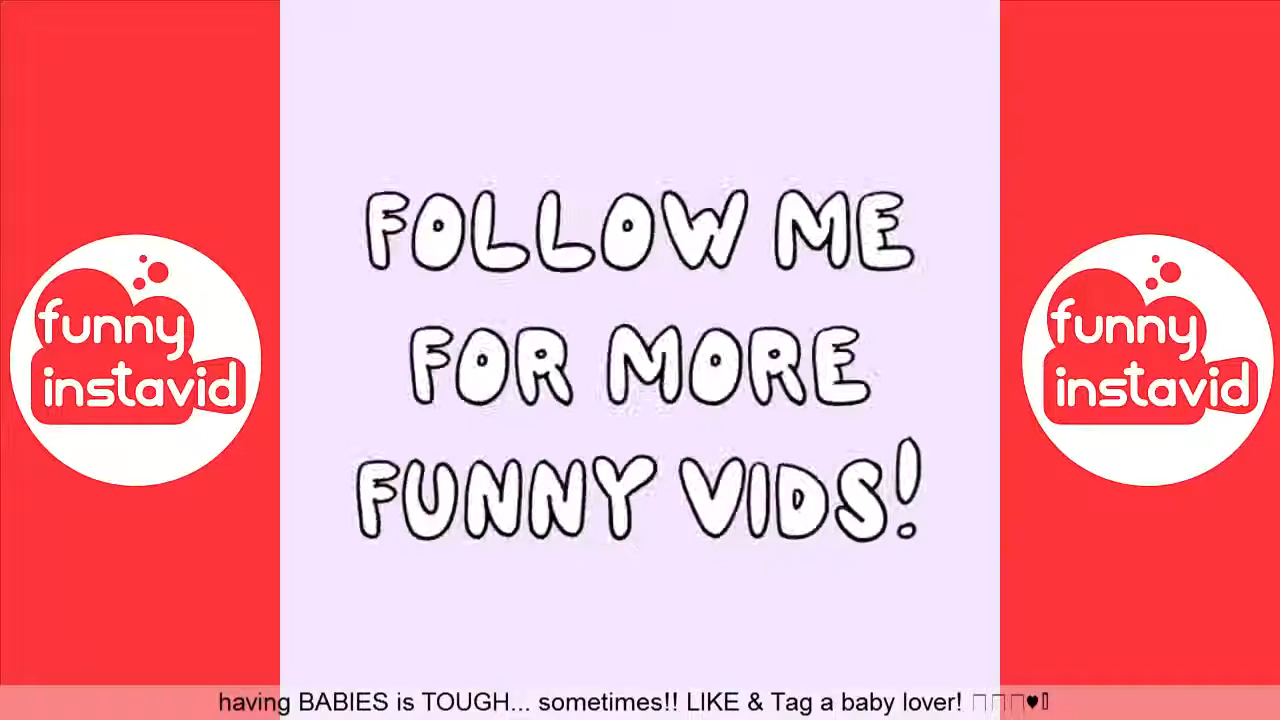 FOLLOW ME
FOR MORE
FUNNY VIDS!
funny
instavid
funny
instavid
having BABIES is TOUGH... sometimes!! LIKE & Tag a baby lover! ♥